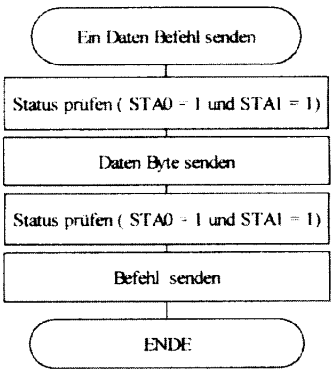 Ein Daten Befehl senden
Status prufen ( STA0 = 1 und STA1 = 1)
Daten Byte senden
Status prüfen ( STA0 = 1 und STA1 = 1)
Befehl senden
ENDE